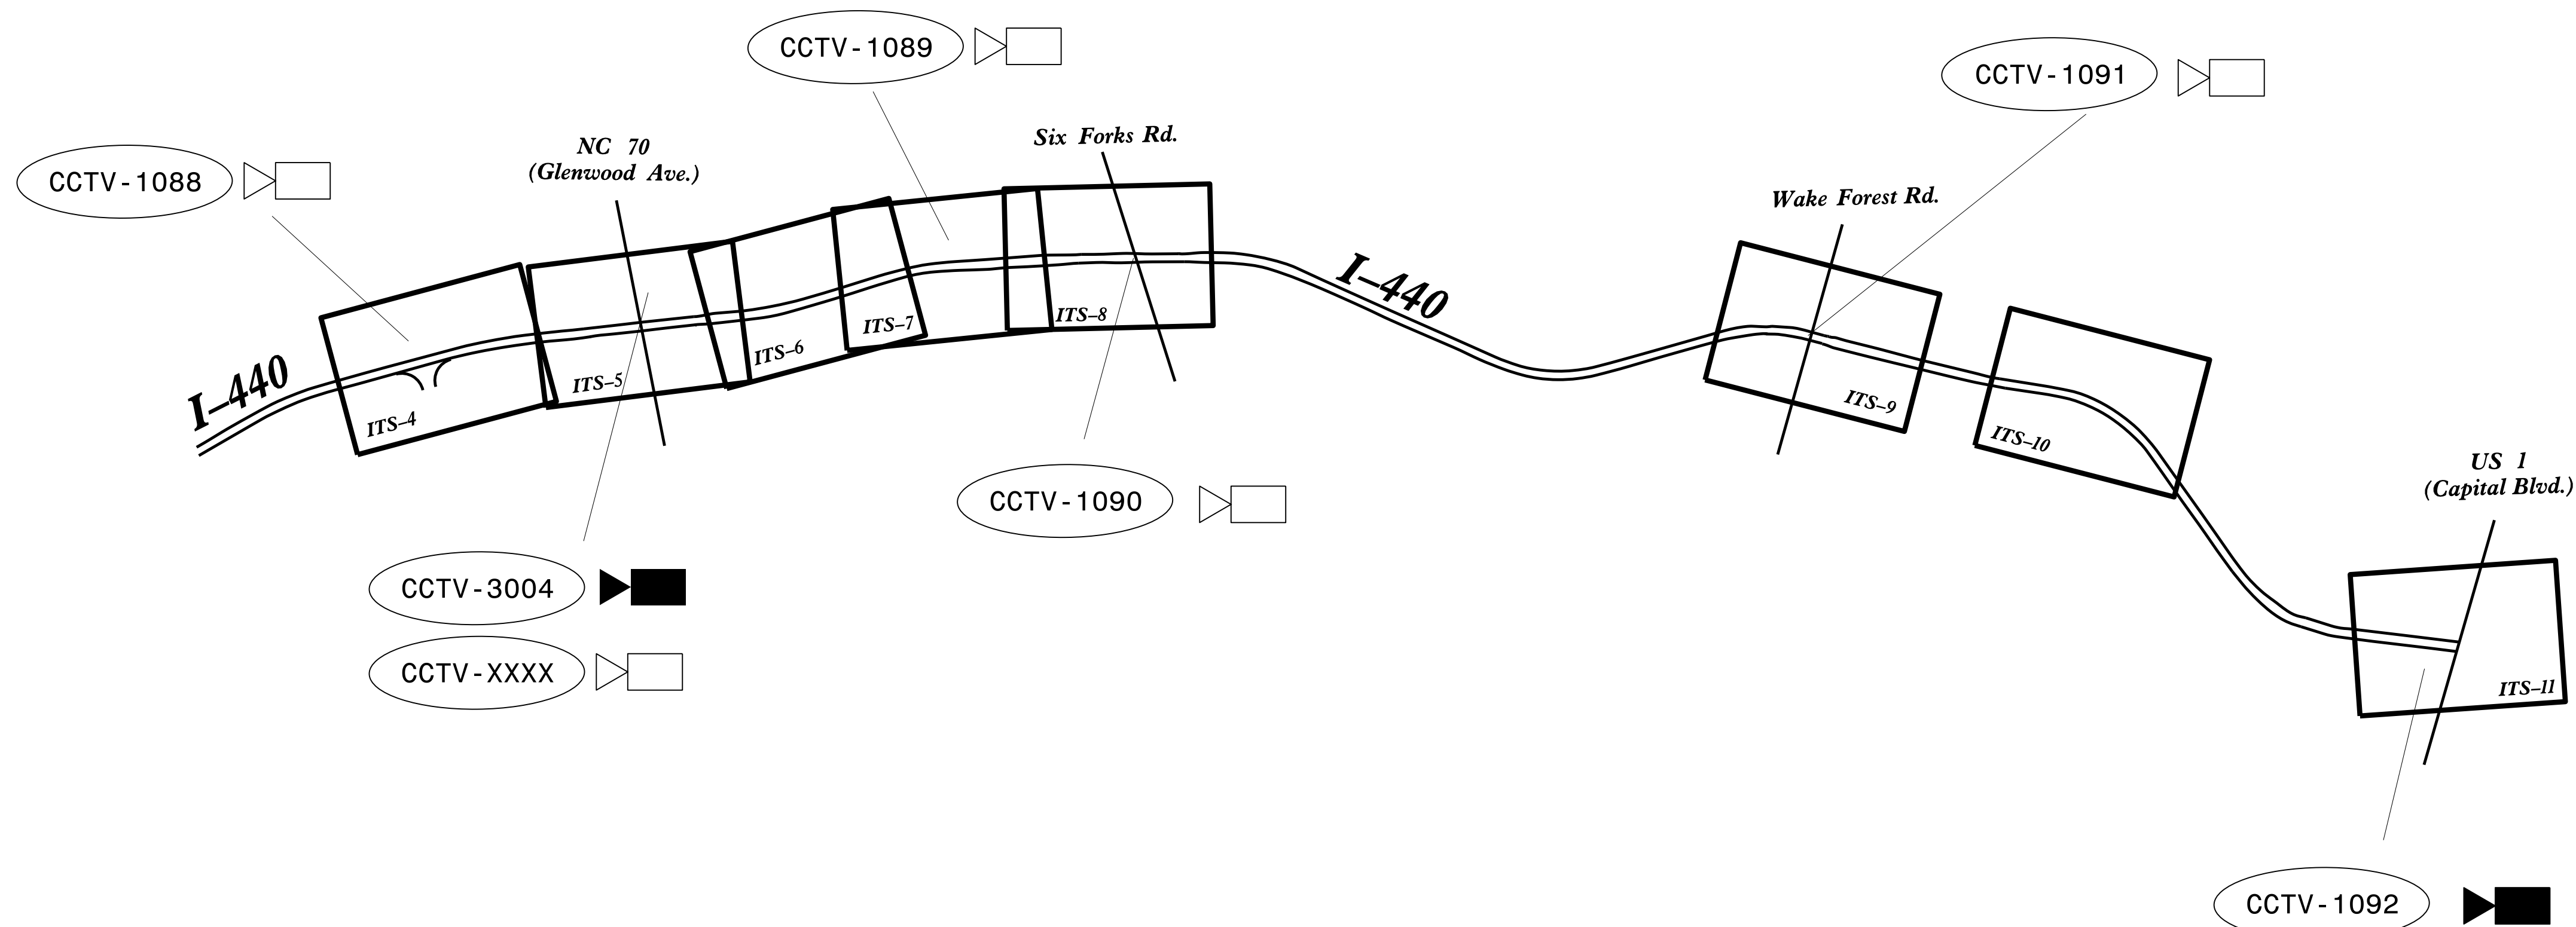 CCTV-1089
CCTV-1091
NC 70
(Glenwood Ave.)
Six Forks Rd.
CCTV-1088
Wake Forest Rd.
I-440
I-440
ITS-4
ITS-5
ITS-6
ITS-7
ITS-8
ITS-9
ITS-10
US 1
(Capital Blvd.)
CCTV-1090
CCTV-3004
CCTV-XXXX
ITS-11
CCTV-1092